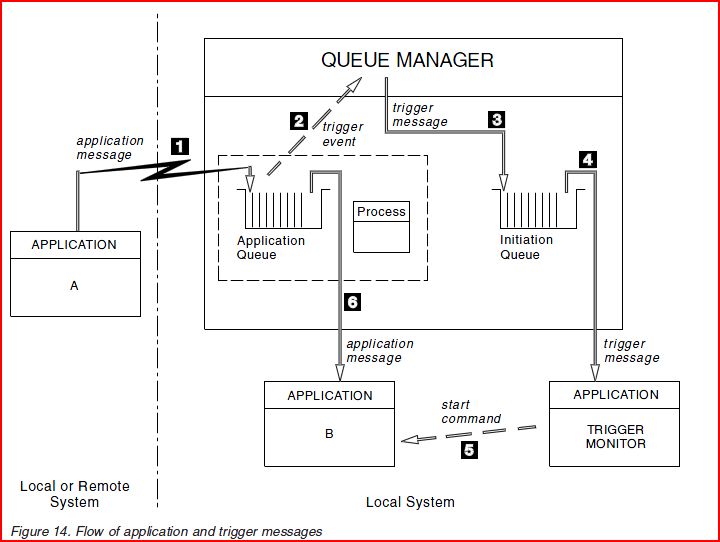 QUEUE MANAGER
application
message
1
2
trigger
event
trigger
message
3
4
Application
Queue
Process
Initiation
Queue
APPLICATION
A
6
application
message
trigger
message
APPLICATION
B
start
command
5
APPLICATION
TRIGGER
MONITOR
Local or Remote
System
Local System
Figure 14. Flow of application and trigger messages